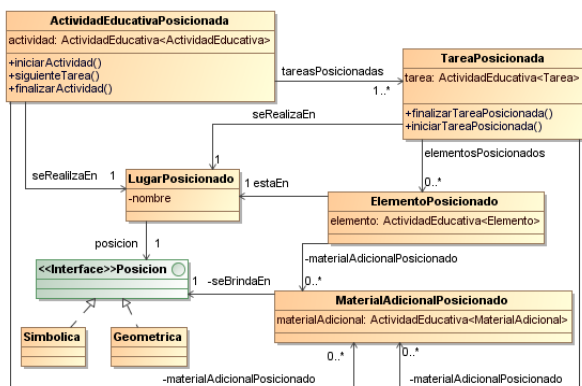 ActividadEducativaPosicionada
actividad: ActividadEducativa<ActividadEducativa>
+iniciarActividad()
+siguienteTarea()
+finalizarActividad()
tareasPosicionadas
1..*
TareaPosicionada
tarea: ActividadEducativa<Tarea>
+finalizarTareaPosicionada()
+iniciarTareaPosicionada()
seRealizaEn
1
elementosPosicionados
0..*
seRealilzaEn
1
LugarPosicionado
-nombre
1 estaEn
ElementoPosicionado
elemento: ActividadEducativa<Elemento>
posicion
1
-materialAdicionalPosicionado
0..*
<<Interface>>Posicion
1
-seBrindaEn
MaterialAdicionalPosicionado
materialAdicional: ActividadEducativa<MaterialAdicional>
Simbolica
Geometrica
0..*
0..*
-materialAdicionalPosicionado
-materialAdicionalPosicionado